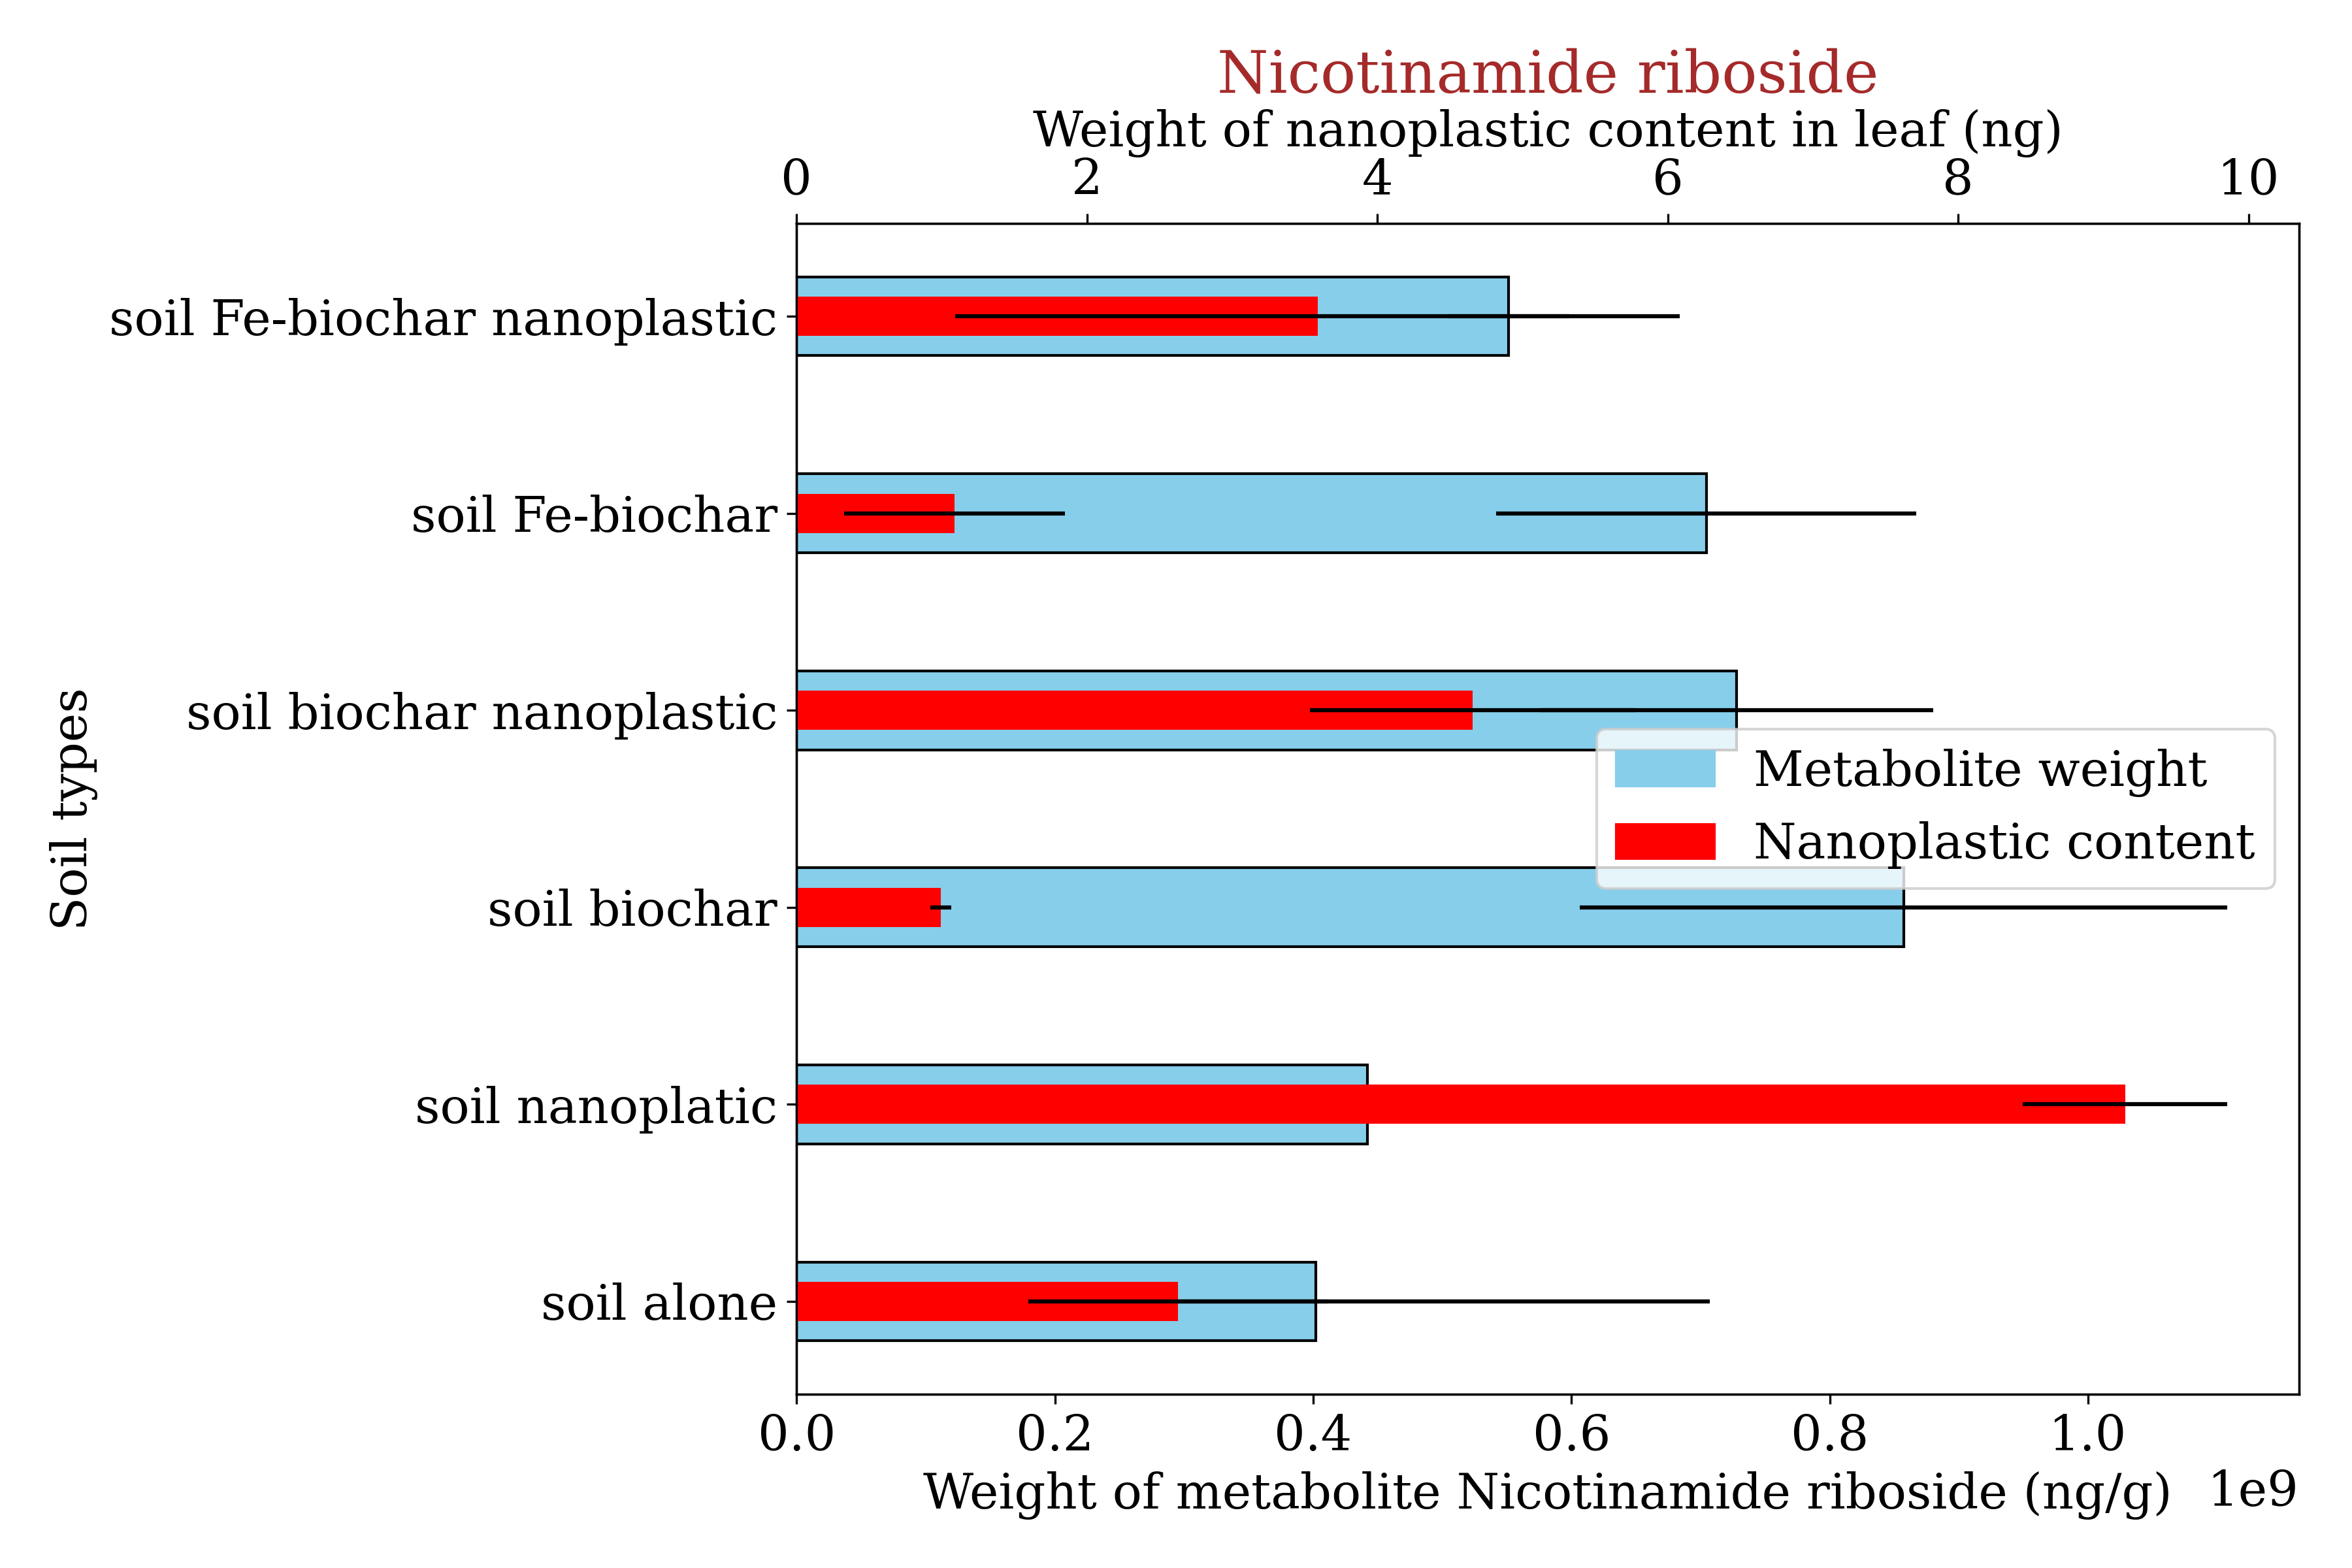 Nicotinamide riboside
Weight of nanoplastic content in leaf (ng)
0 2 4 6 8 10
soil Fe-biochar nanoplastic
soil Fe-biochar
soil biochar nanoplastic
soil biochar
soil nanoplatic
soil alone
Soil types
Metabolite weight
Nanoplastic content
0.0 0.2 0.4 0.6 0.8 1.0
Weight of metabolite Nicotinamide riboside (ng/g)
1e9